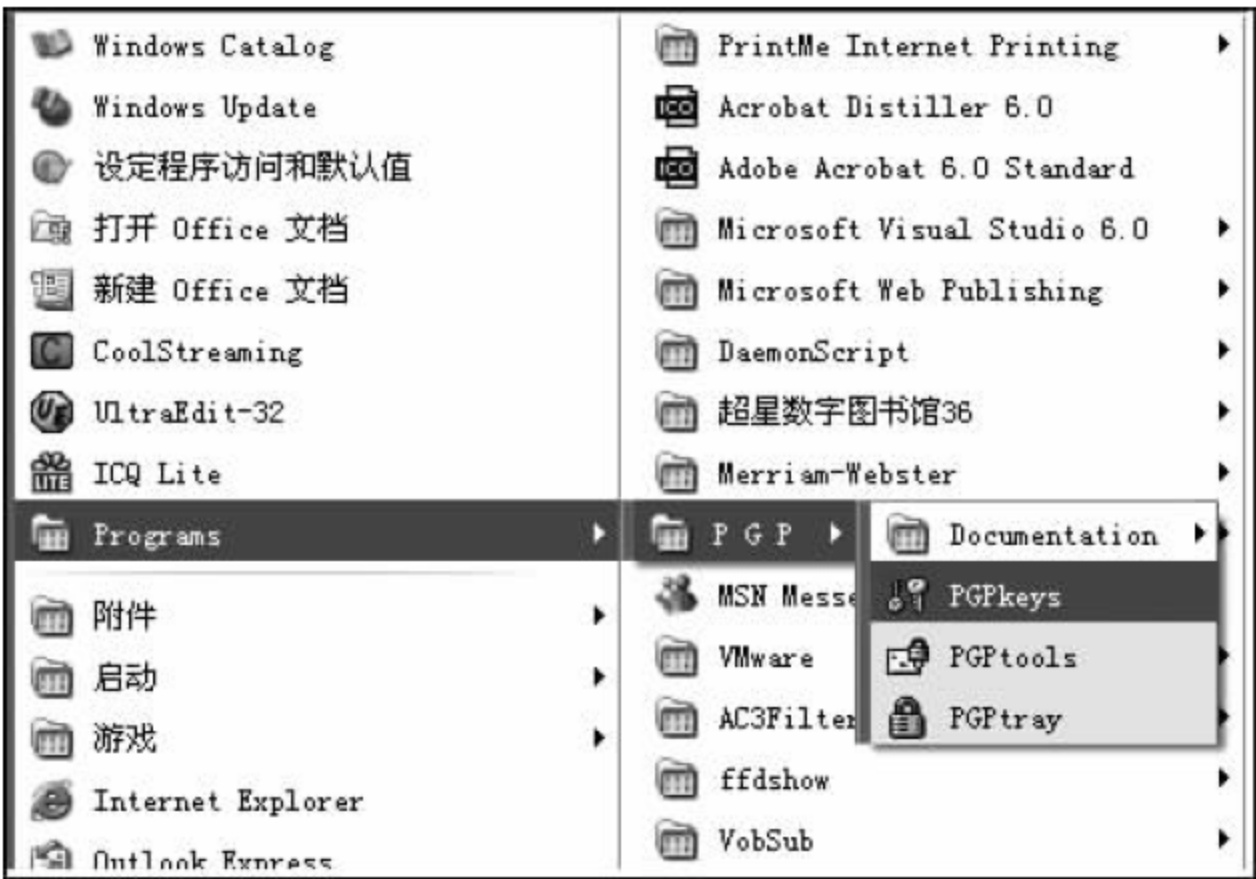 Windows Catalog
Windows Update
设定程序访问和默认值
打开 Office 文档
新建 Office 文档
CoolStreaming
UltraEdit-32
ICQ Lite
Programs
附件
启动
游戏
Internet Explorer
Outlook Express
PrintMe Internet Printing
ICO
Acrobat Distiller 6.0
ICO
Adobe Acrobat 6.0 Standard
Microsoft Visual Studio 6.0
Microsoft Web Publishing
DaemonScript
超星数字图书馆36
Merriam-Webster
P G P
MSN Messe
VMware
AC3Filter
ffdshow
VobSub
Documentation
PGPkeys
PGPtools
PGPtray